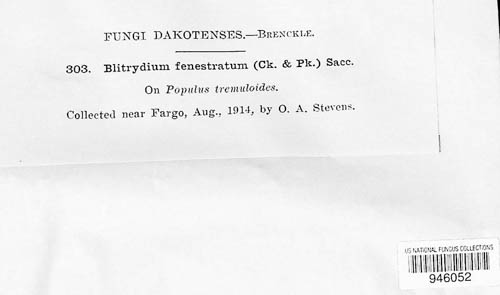 FUNGI DAKOTENSES.—BRENCKLE.
303. Blitrydium fenestratum (Ck. & Pk.) Sacc.
On Populus tremuloides.
Collected near Fargo, Aug., 1914, by O. A. Stevens.
US NATIONAL FUNGUS COLLECTIONS
946052